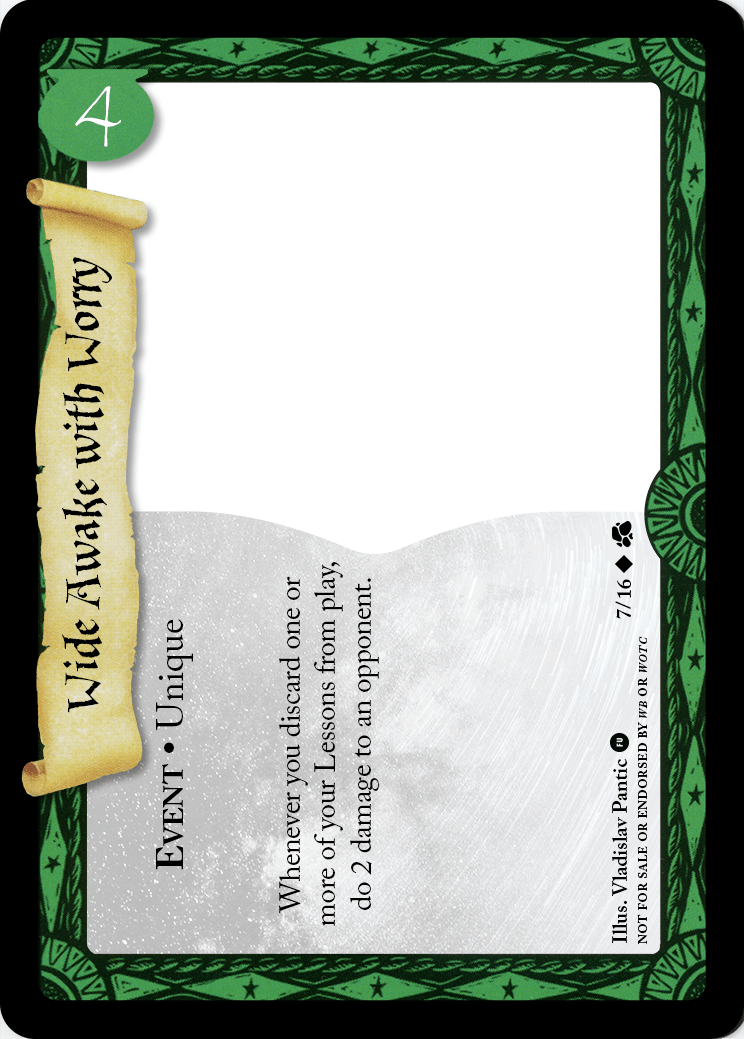 4
Wide Awake with Worry
EVENT • Unique
Whenever you discard one or
more of your Lessons from play,
do 2 damage to an opponent.
Illus. Vladislav Pantic FU
7/16
NOT FOR SALE OR ENDORSED BY WB OR WOTC